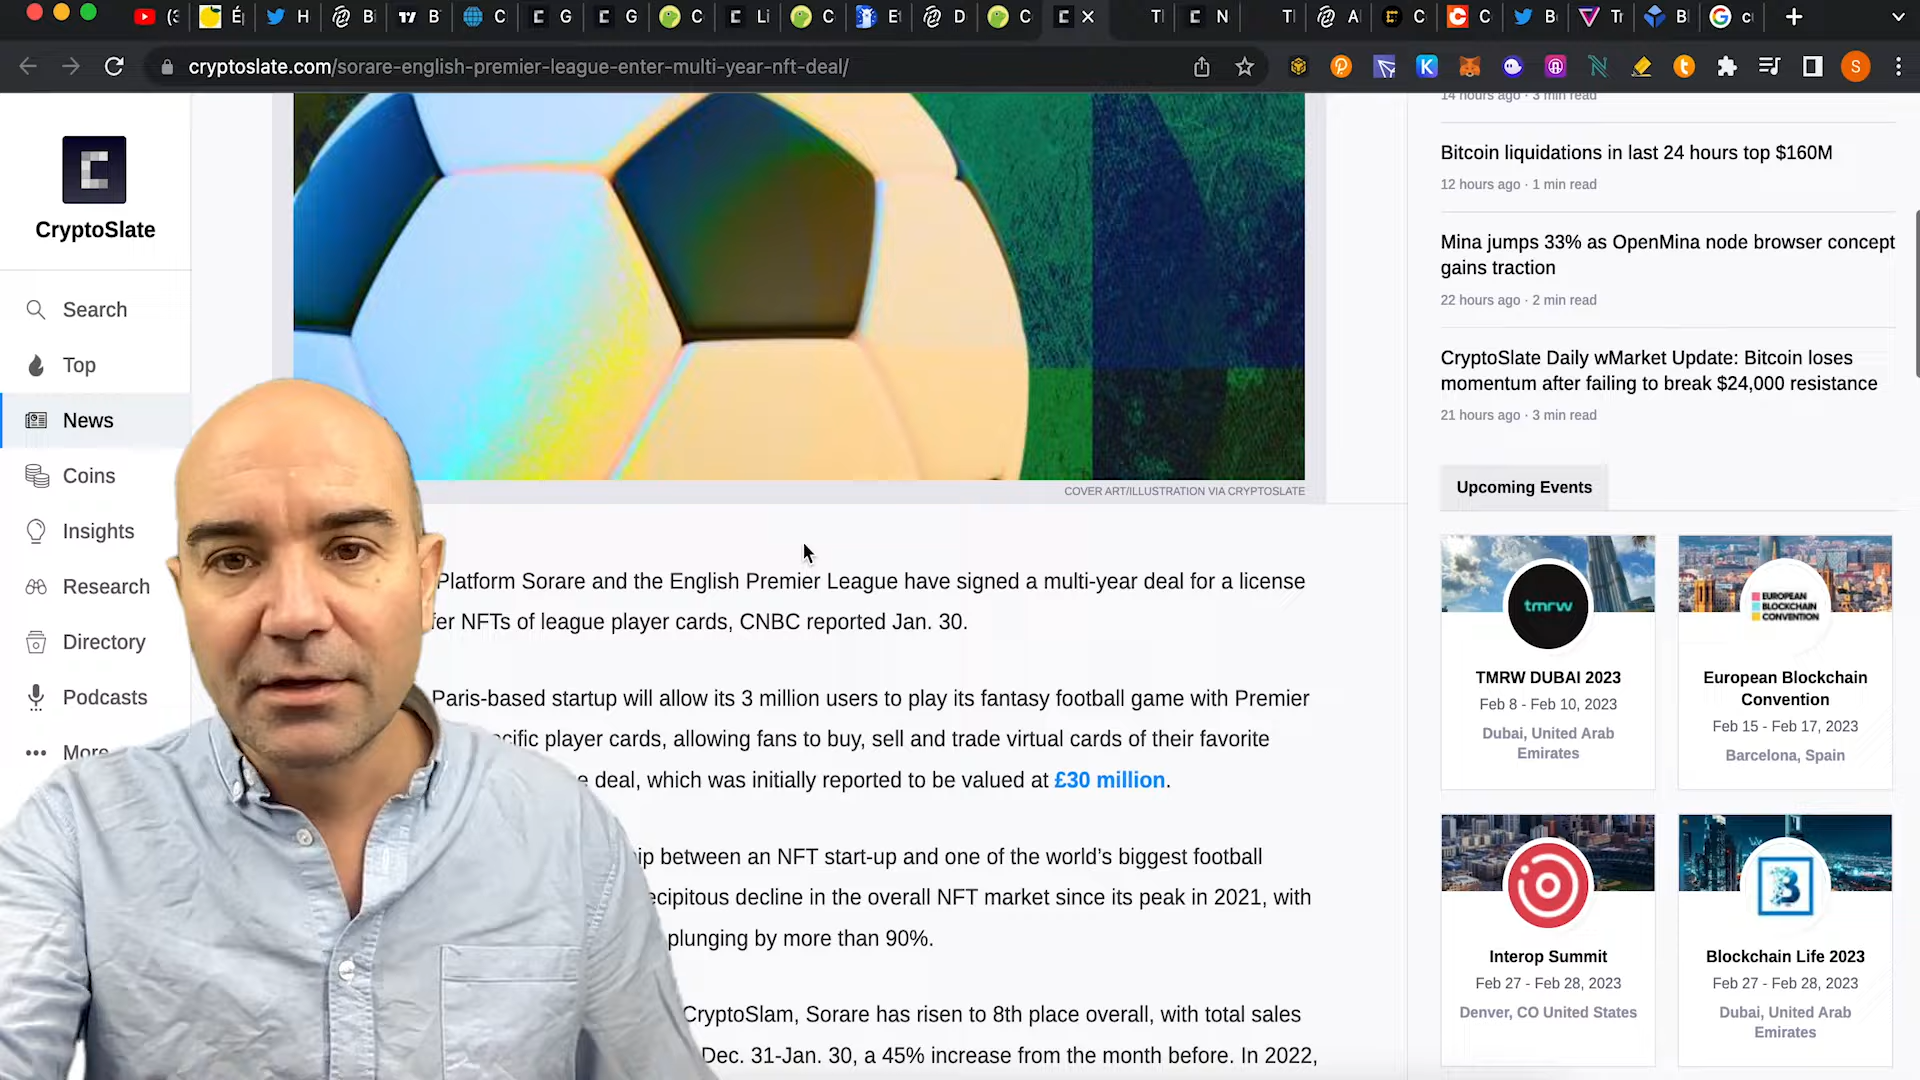 cryptoslate.com/sorare-english-premier-league-enter-multi-year-nft-deal/
CryptoSlate
Search
Top
News
Coins
Insights
Research
Directory
Podcasts
More
COVER ART/ILLUSTRATION VIA CRYPTOSLATE
Platform Sorare and the English Premier League have signed a multi-year deal for a license
NFTs of league player cards, CNBC reported Jan. 30.
Paris-based startup will allow its 3 million users to play its fantasy football game with Premier
player cards, allowing fans to buy, sell and trade virtual cards of their favorite
deal, which was initially reported to be valued at £30 million.
between an NFT start-up and one of the world's biggest football
decline in the overall NFT market since its peak in 2021, with
plunging by more than 90%.
CryptoSlam, Sorare has risen to 8th place overall, with total sales
Dec. 31-Jan. 30, a 45% increase from the month before. In 2022,
14 hours ago · 3 min read
Bitcoin liquidations in last 24 hours top $160M
12 hours ago · 1 min read
Mina jumps 33% as OpenMina node browser concept
gains traction
22 hours ago · 2 min read
CryptoSlate Daily wMarket Update: Bitcoin loses
momentum after failing to break $24,000 resistance
21 hours ago · 3 min read
Upcoming Events
tmrw
TMRW DUBAI 2023
Feb 8 - Feb 10, 2023
Dubai, United Arab
Emirates
EUROPEAN
BLOCKCHAIN
CONVENTION
European Blockchain
Convention
Feb 15 - Feb 17, 2023
Barcelona, Spain
Interop Summit
Feb 27 - Feb 28, 2023
Denver, CO United States
Blockchain Life 2023
Feb 27 - Feb 28, 2023
Dubai, United Arab
Emirates